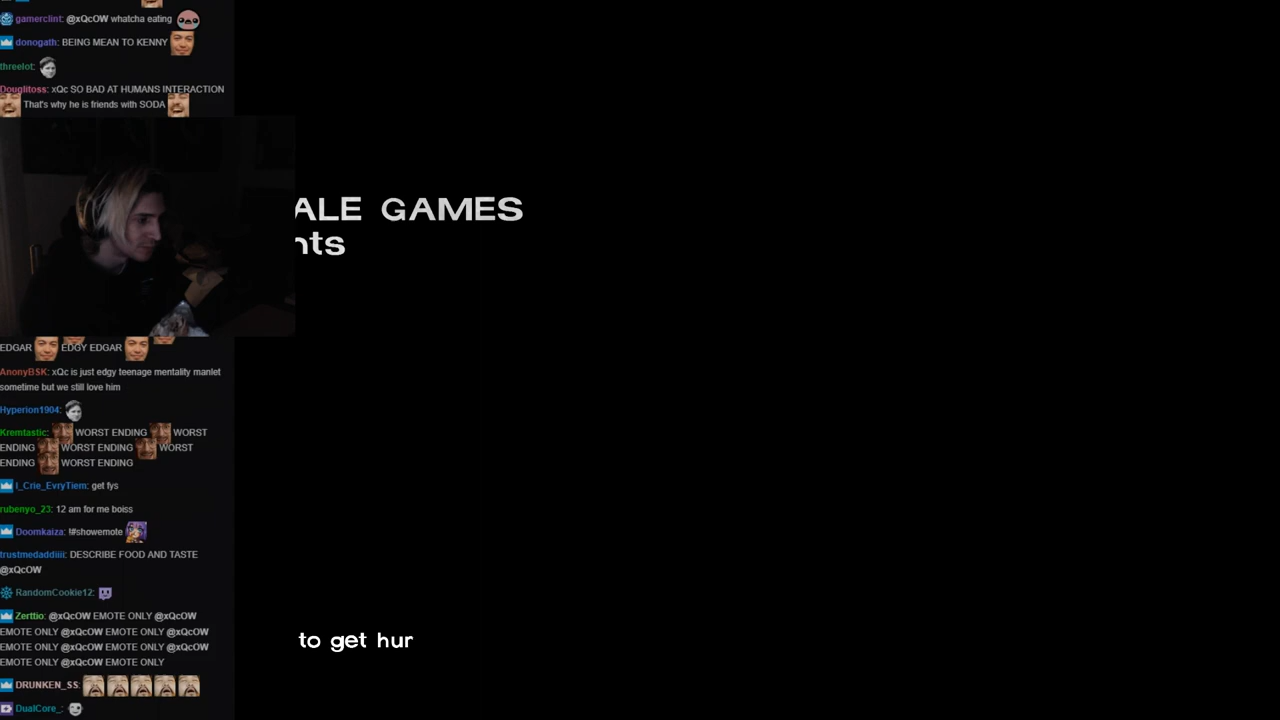 gamerclint: @xQcOW whatcha eating
donogath: BEING MEAN TO KENNY
threelot:
Douglitoss: xQc SO BAD AT HUMANS INTERACTION
That's why he is friends with SODA
ALE GAMES
nts
EDGAR EDGY EDGAR
AnonyBSK: xQc is just edgy teenage mentality manlet
sometime but we still love him
Hyperion1904:
Kremtastic: WORST ENDING WORST
ENDING WORST ENDING WORST
ENDING WORST ENDING
I_Crie_EvryTiem: get fys
rubenyo_23: 12 am for me boiss
Doomkaiza: !#showemote
trustmedaddiiii: DESCRIBE FOOD AND TASTE
@xQcOW
RandomCookie12:
Zerttio: @xQcOW EMOTE ONLY @xQcOW
EMOTE ONLY @xQcOW EMOTE ONLY @xQcOW
EMOTE ONLY @xQcOW EMOTE ONLY @xQcOW
EMOTE ONLY @xQcOW EMOTE ONLY
to get hur
DRUNKEN_SS:
DualCore_: